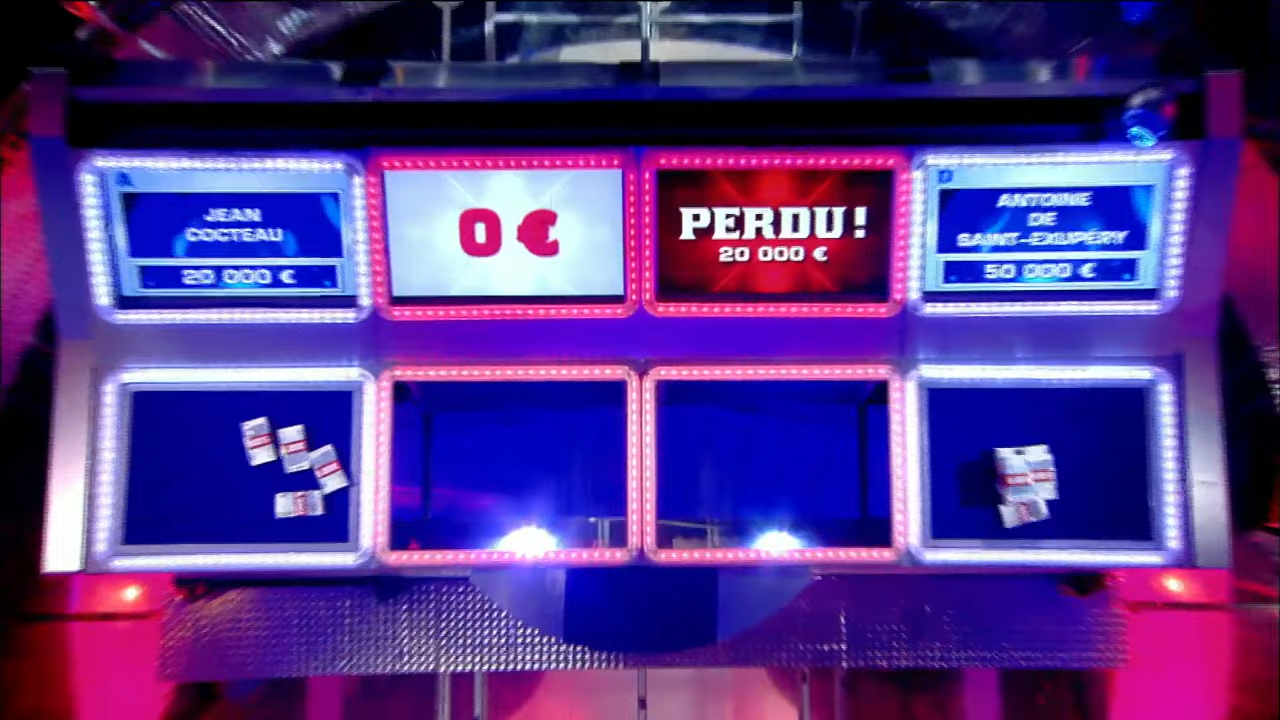 A
JEAN
COCTEAU
20 000 €
0 €
PERDU!
20 000 €
D
ANTOINE
DE
SAINT-EXUPÉRY
50 000 €